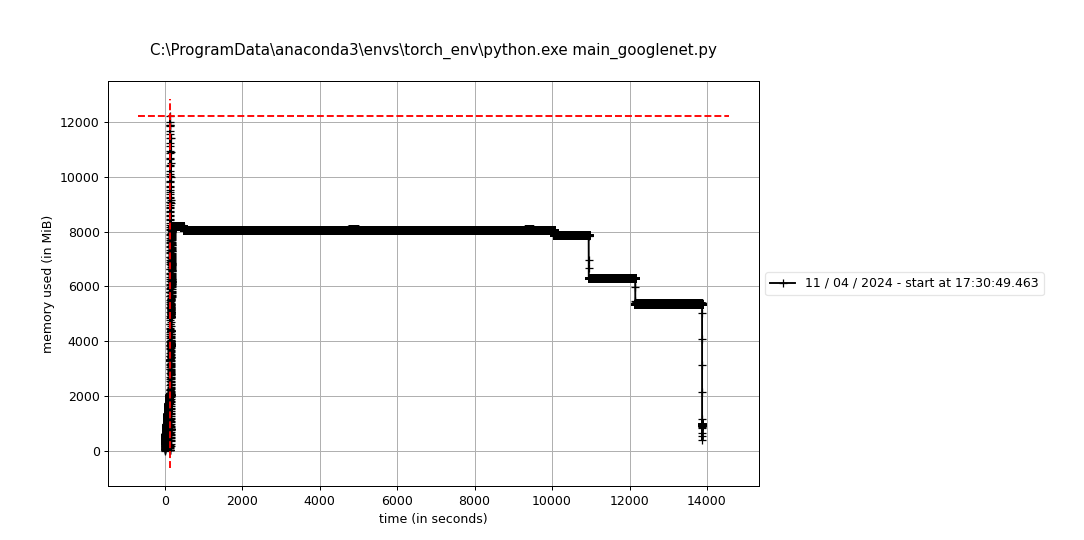 C:\ProgramData\anaconda3\envs\torch_env\python.exe main_googlenet.py
12000
10000
8000
6000
4000
2000
0
memory used (in MiB)
0 2000 4000 6000 8000 10000 12000 14000
time (in seconds)
11 / 04 / 2024 - start at 17:30:49.463